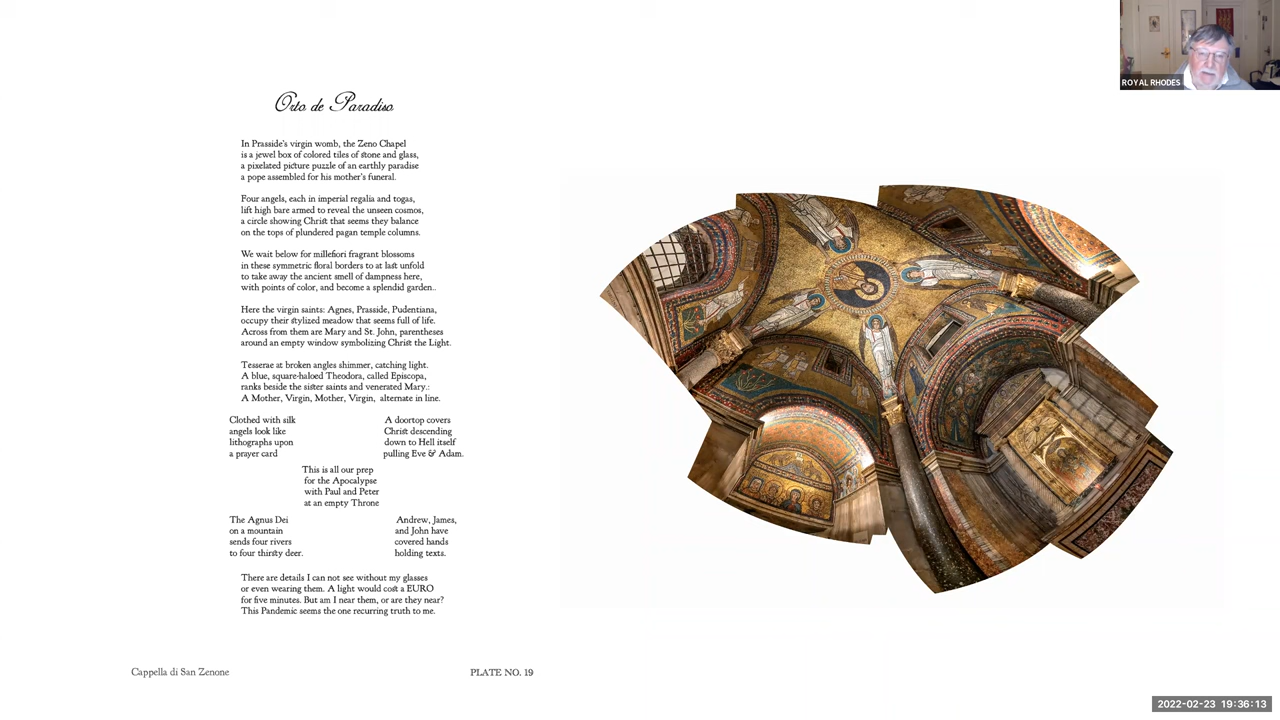 ROYAL RHODES
Orto de Paradiso
In Prasside's virgin womb, the Zeno Chapel
is a jewel box of colored tiles of stone and glass,
a pixelated picture puzzle of an earthly paradise
a pope assembled for his mother's funeral.
Four angels, each in imperial regalia and togas,
lift high bare armed to reveal the unseen cosmos,
a circle showing Christ that seems they balance
on the tops of plundered pagan temple columns.
We wait below for millefiori fragrant blossoms
in these symmetric floral borders to at last unfold
to take away the ancient smell of dampness here,
with points of color, and become a splendid garden..
Here the virgin saints: Agnes, Prasside, Pudentiana,
occupy their stylized meadow that seems full of life.
Across from them are Mary and St. John, parentheses
around an empty window symbolizing Christ the Light.
Tesserae at broken angles shimmer, catching light.
A blue, square-haloed Theodora, called Episcopa,
ranks beside the sister saints and venerated Mary.:
A Mother, Virgin, Mother, Virgin, alternate in line.
Clothed with silk
angels look like
lithographs upon
a prayer card
A doortop covers
Christ descending
down to Hell itself
pulling Eve & Adam.
This is all our prep
for the Apocalypse
with Paul and Peter
at an empty Throne
The Agnus Dei
on a mountain
sends four rivers
to four thirsty deer.
Andrew, James,
and John have
covered hands
holding texts.
There are details I can not see without my glasses
or even wearing them. A light would cost a EURO
for five minutes. But am I near them, or are they near?
This Pandemic seems the one recurring truth to me.
Cappella di San Zenone
PLATE NO. 19
2022-02-23 19:36:13